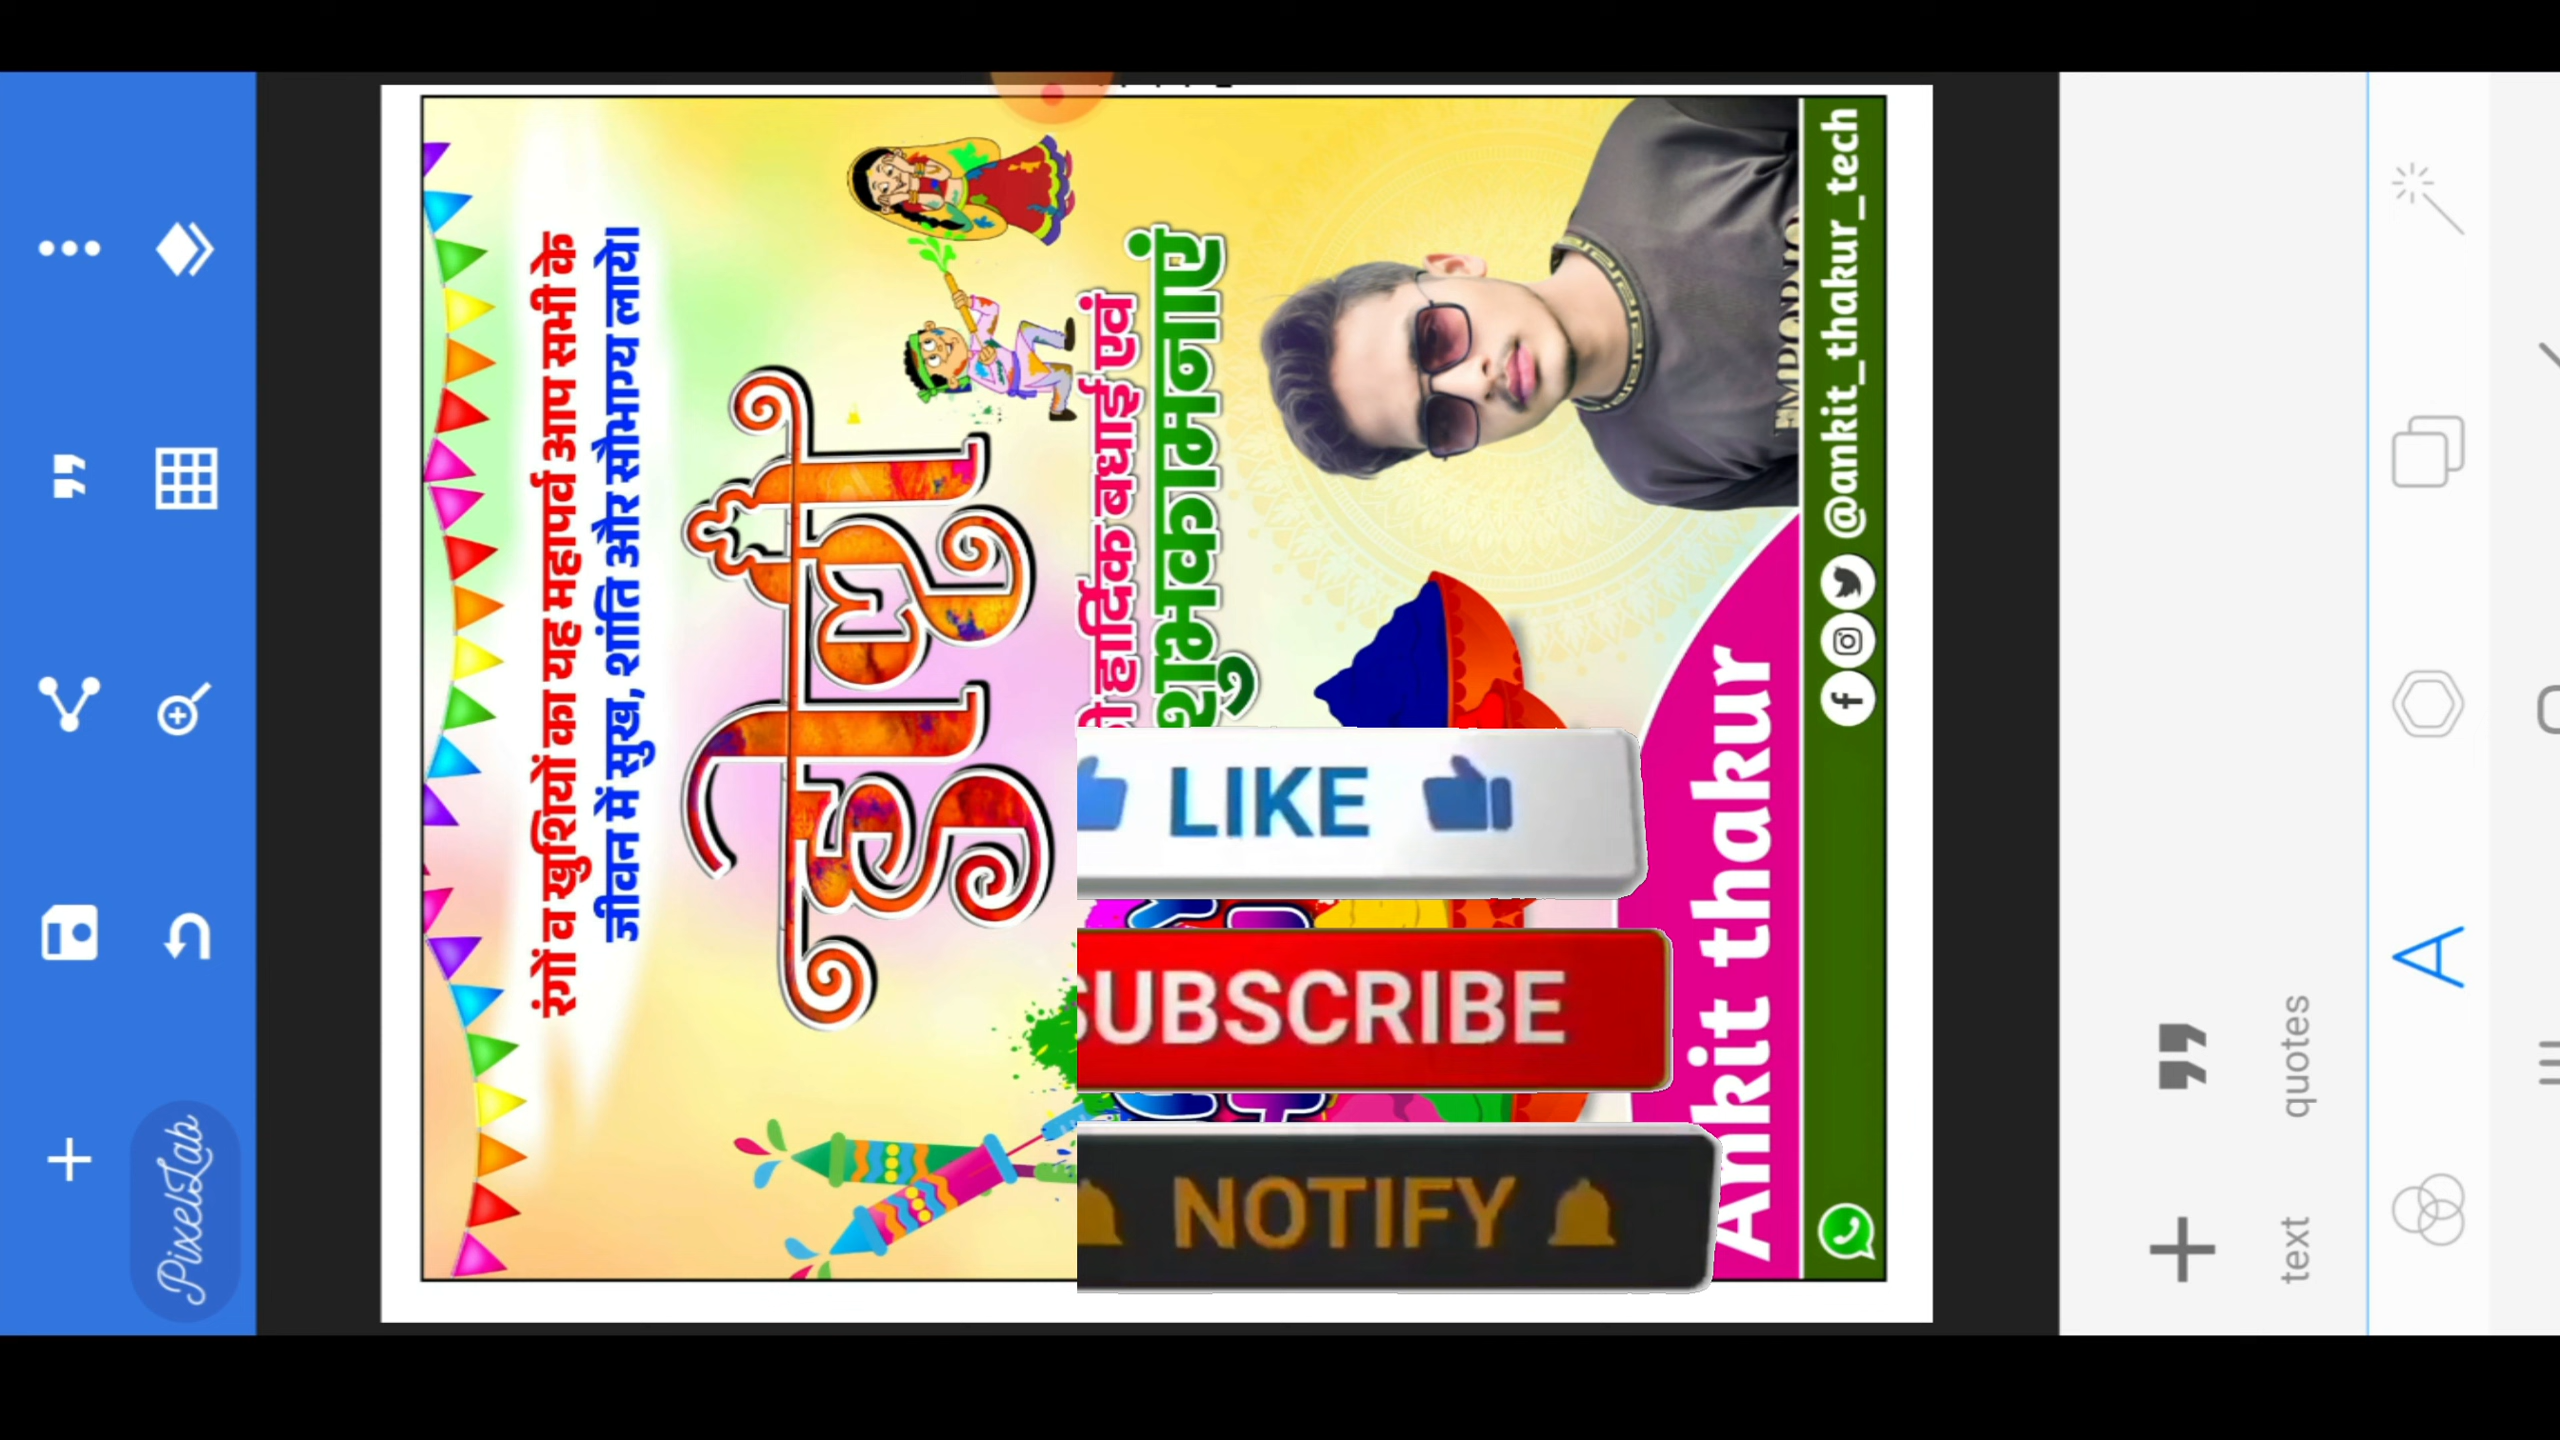 PixelLab
रंगों व खुशियों का यह महापर्व आप सभी के
जीवन में सुख, शांति और सौभाग्य लाये।
होली
हार्दिक बधाई एवं
शुभकामनाएं
LIKE
SUBSCRIBE
NOTIFY
Ankit thakur
@ankit_thakur_tech
text
quotes